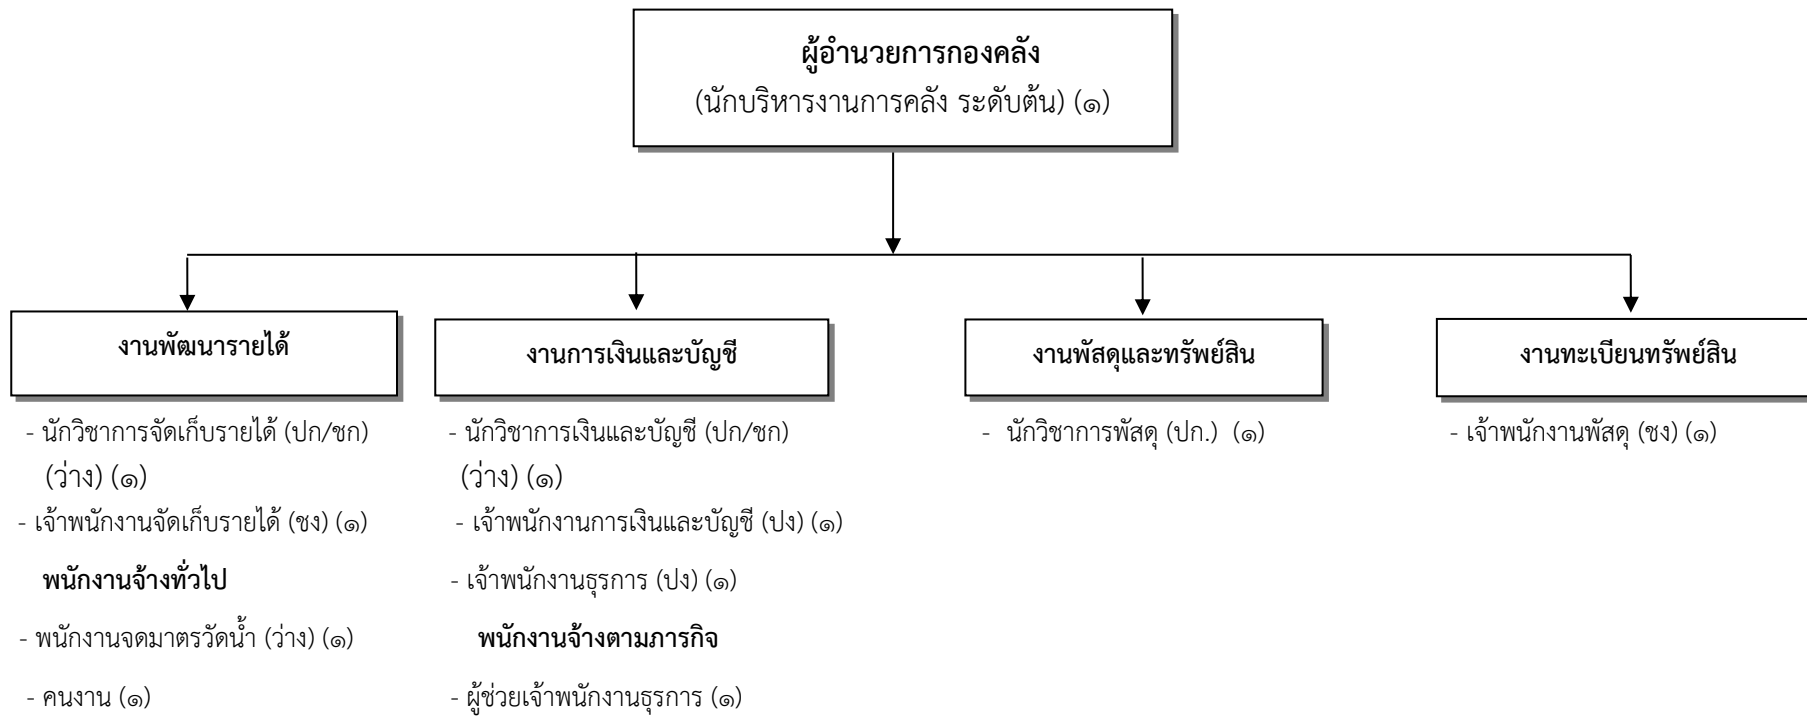 ผู้อำนวยการกองคลัง
(นักบริหารงานการคลัง ระดับต้น) (๑)
งานพัฒนารายได้
- นักวิชาการจัดเก็บรายได้ (ปก/ชก)
(ว่าง) (๑)
- เจ้าพนักงานจัดเก็บรายได้ (ชง) (๑)
พนักงานจ้างทั่วไป
- พนักงานจดมาตรวัดน้ำ (ว่าง) (๑)
- คนงาน (๑)
งานการเงินและบัญชี
- นักวิชาการเงินและบัญชี (ปก/ชก)
(ว่าง) (๑)
- เจ้าพนักงานการเงินและบัญชี (ปง) (๑)
- เจ้าพนักงานธุรการ (ปง) (๑)
พนักงานจ้างตามภารกิจ
- ผู้ช่วยเจ้าพนักงานธุรการ (๑)
งานพัสดุและทรัพย์สิน
- นักวิชาการพัสดุ (ปก.) (๑)
งานทะเบียนทรัพย์สิน
- เจ้าพนักงานพัสดุ (ชง) (๑)